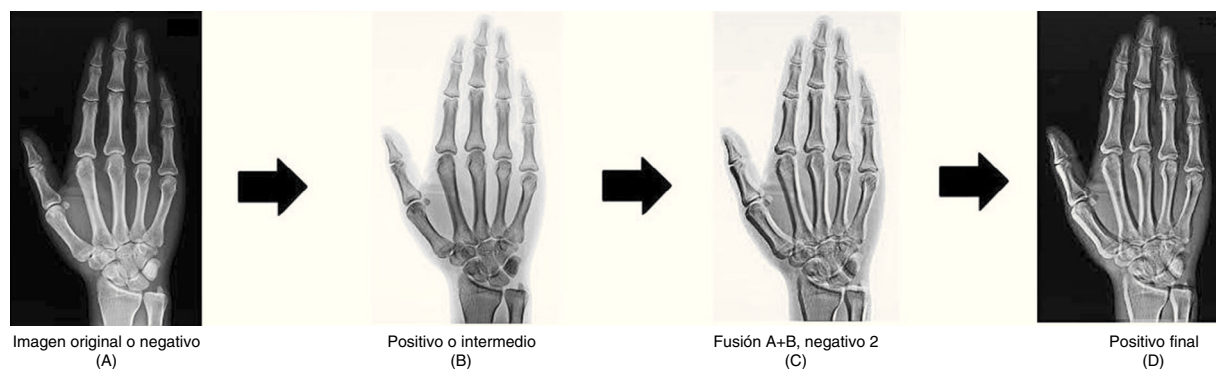 Imagen original o negativo
(A)
Positivo o intermedio
(B)
Fusión A+B, negativo 2
(C)
Positivo final
(D)